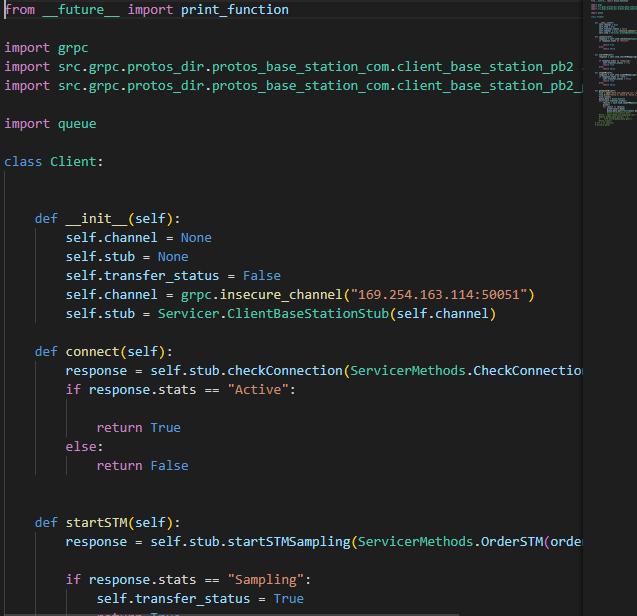 from __future__ import print_function
import grpc
import src.grpc.protos_dir.protos_base_station_com.client_base_station_pb2
import src.grpc.protos_dir.protos_base_station_com.client_base_station_pb2_
import queue
class Client:
def __init__(self):
self.channel = None
self.stub = None
self.transfer_status = False
self.channel = grpc.insecure_channel("169.254.163.114:50051")
self.stub = Servicer.ClientBaseStationStub(self.channel)
def connect(self):
response = self.stub.checkConnection(ServicerMethods.CheckConnectio
if response.stats == "Active":
return True
else:
return False
def startSTM(self):
response = self.stub.startSTMSampling(ServicerMethods.OrderSTM(orde
if response.stats == "Sampling":
self.transfer_status = True
return True